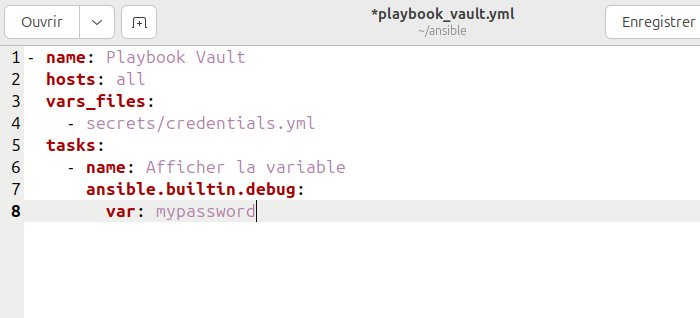 Ouvrir
*playbook_vault.yml
~/ansible
Enregistrer
1 - name: Playbook Vault
2   hosts: all
3   vars_files:
4     - secrets/credentials.yml
5   tasks:
6     - name: Afficher la variable
7       ansible.builtin.debug:
8         var: mypassword